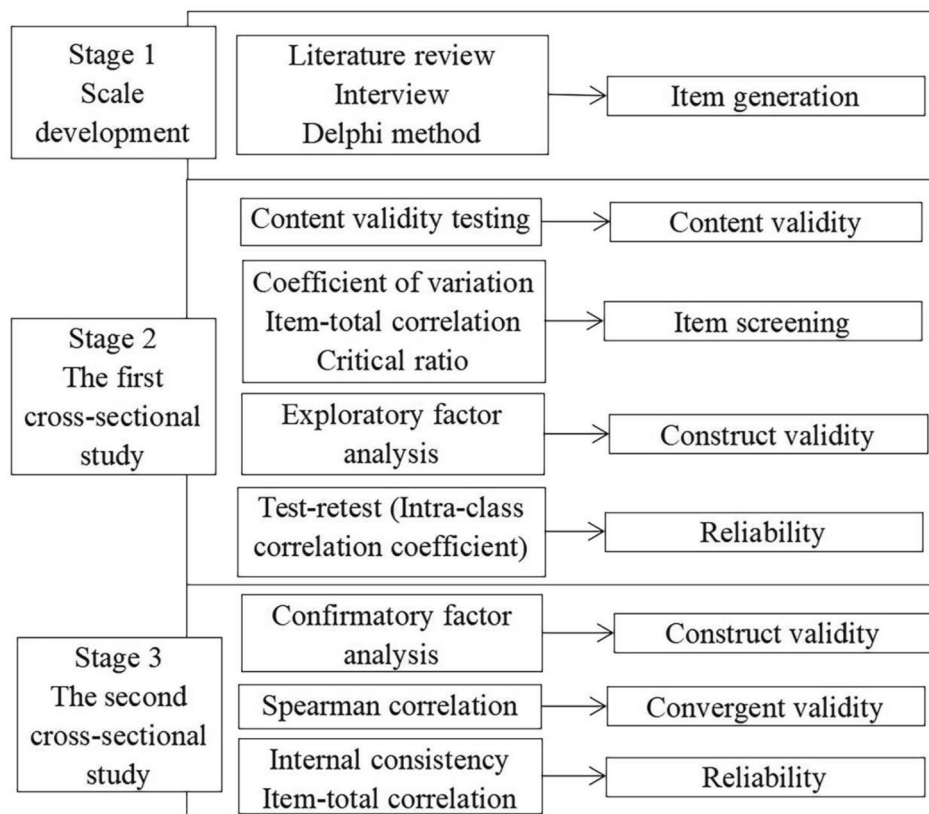 Stage 1
Scale
development
Literature review
Interview
Delphi method
Item generation
Stage 2
The first
cross-sectional
study
Content validity testing
Content validity
Coefficient of variation
Item-total correlation
Critical ratio
Item screening
Exploratory factor
analysis
Construct validity
Test-retest (Intra-class
correlation coefficient)
Reliability
Stage 3
The second
cross-sectional
study
Confirmatory factor
analysis
Construct validity
Spearman correlation
Convergent validity
Internal consistency
Item-total correlation
Reliability